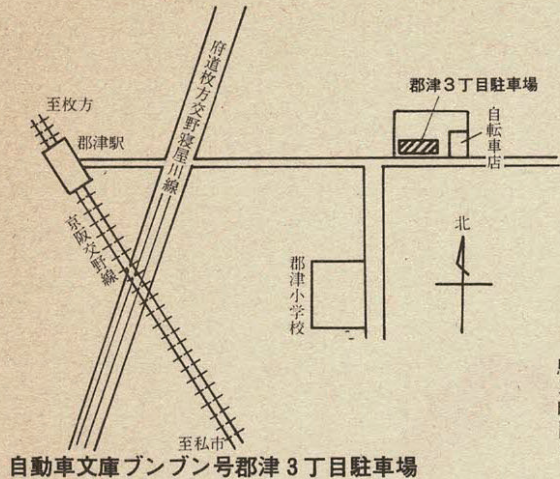 府道枚方交野寝屋川線
至枚方
郡津駅
京阪交野線
至私市
郡津3丁目駐車場
自転車店
北
郡津小学校
自動車文庫ブンブン号郡津3丁目駐車場